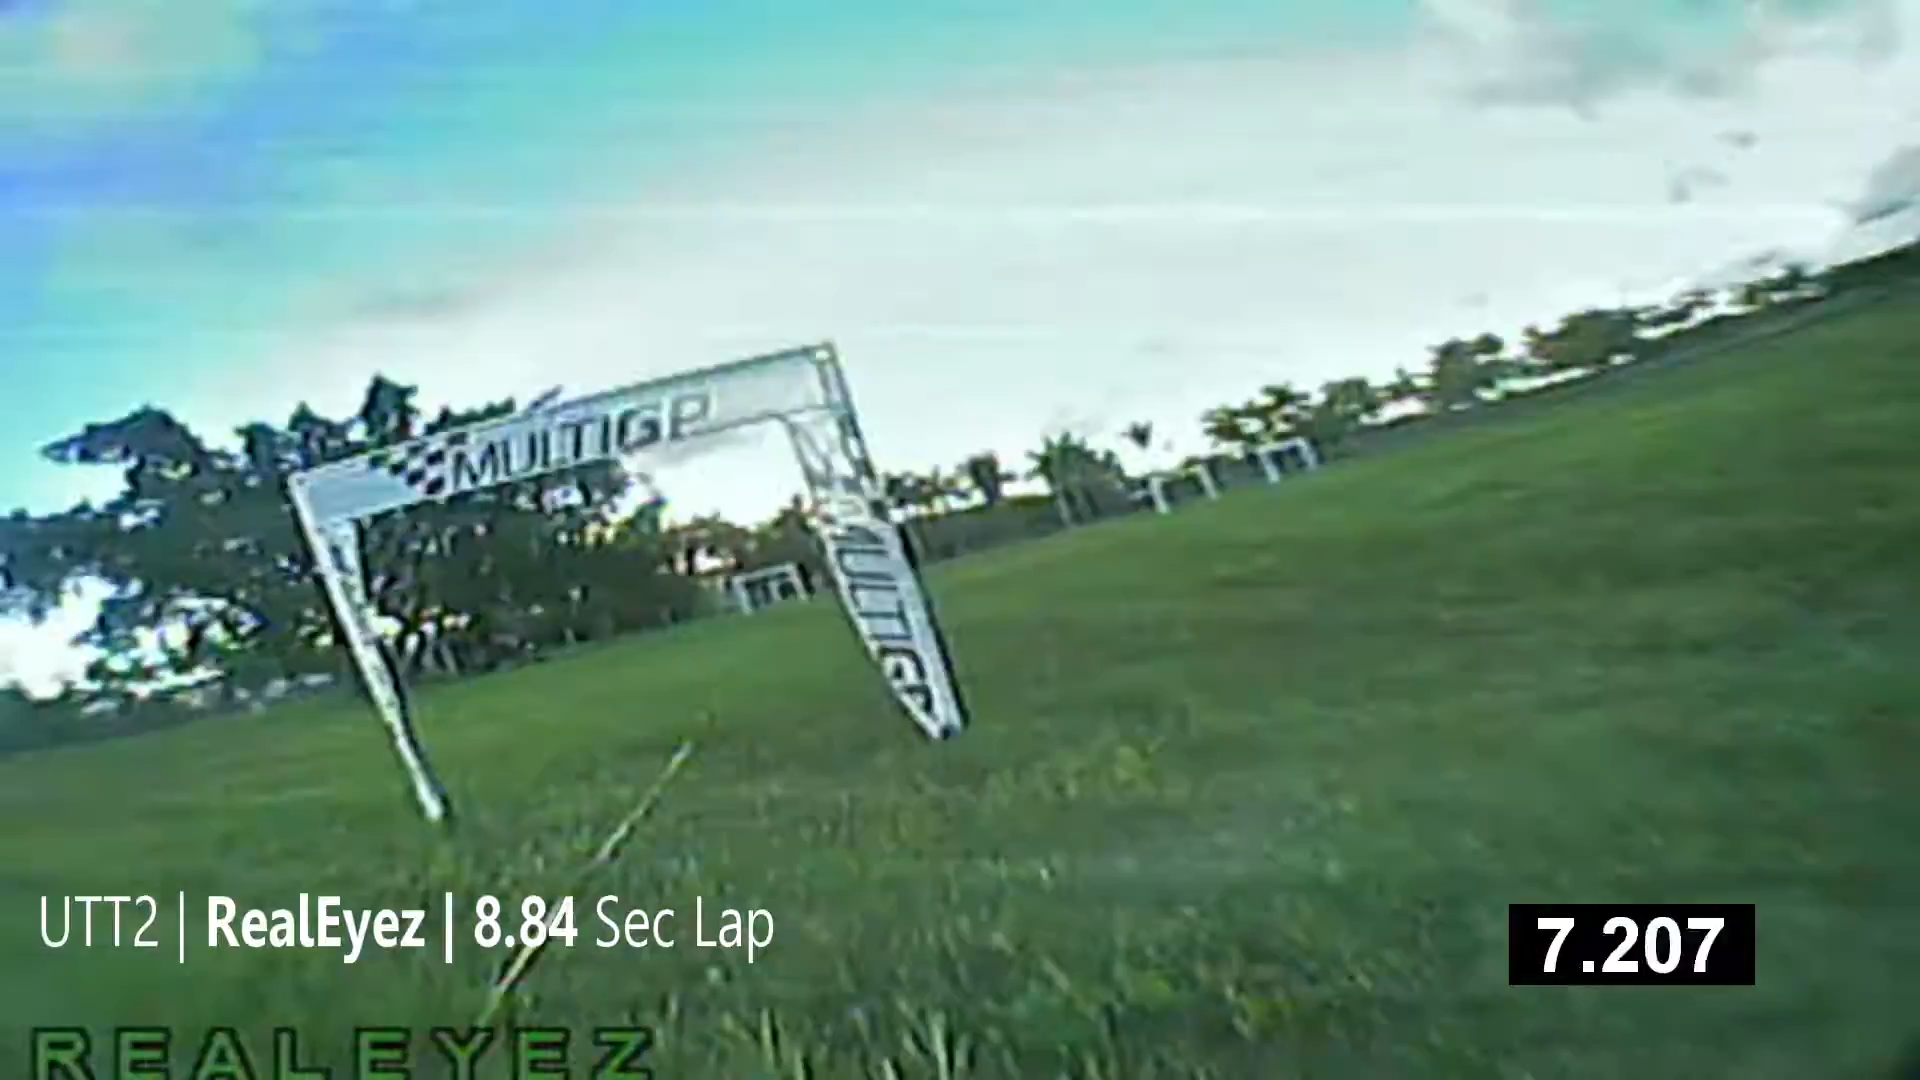 MULTIGP
MULTIGP
UTT2 | RealEyez | 8.84 Sec Lap
7.207
REALEYEZ